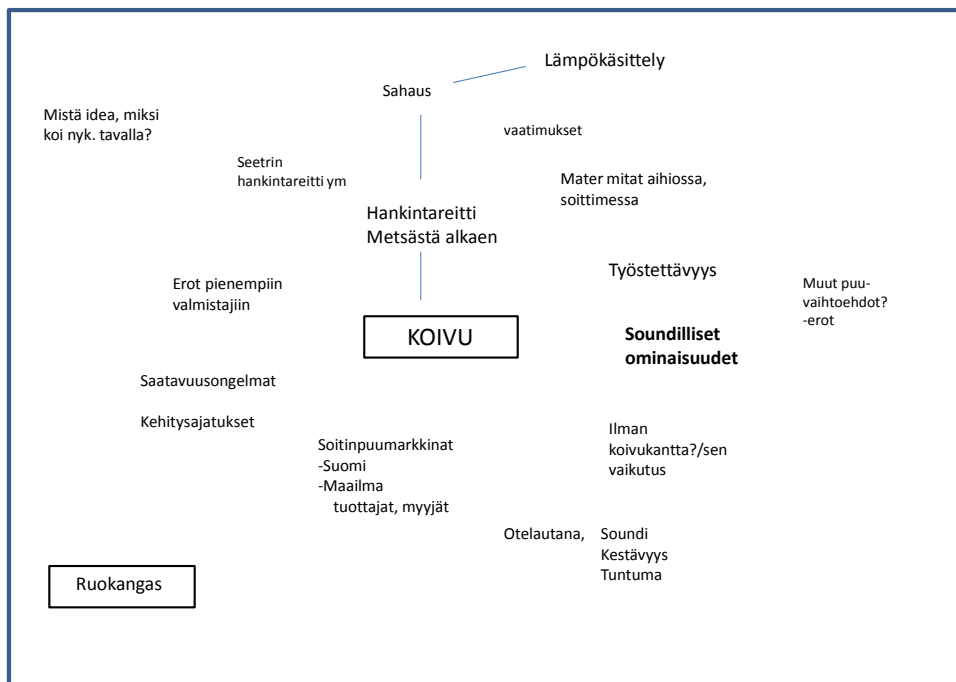 Lämpökäsittely
Sahaus
Mistä idea, miksi
koi nyk. tavalla?
vaatimukset
Seetrin
hankintareitti ym
Mater mitat aihiossa,
soittimessa
Hankintareitti
Metsästä alkaen
Työstettävyys
Erot pienempiin
valmistajiin
Muut puu-
vaihtoehdot?
-erot
KOIVU
Soundilliset
ominaisuudet
Saatavuusongelmat
Kehitysajatukset
Soitinpuumarkkinat
-Suomi
-Maailma
tuottajat, myyjät
Ilman
koivukantta?/sen
vaikutus
Otelautana, Soundi
Kestävyys
Tuntuma
Ruokangas